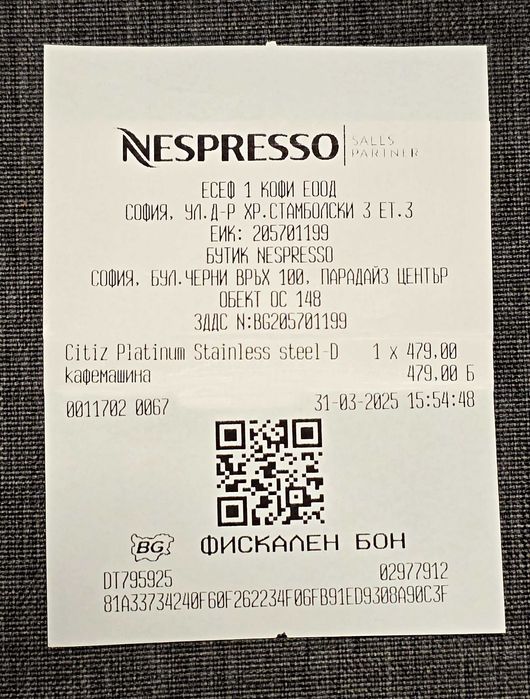 NESPRESSO
SALES
PARTNER
ЕСЕФ 1 КОФИ ЕООД
СОФИЯ, УЛ.Д-Р ХР.СТАМБОЛСКИ 3 ЕТ.3
ЕИК: 205701199
БУТИК NESPRESSO
СОФИЯ, БУЛ.ЧЕРНИ ВРЪХ 100, ПАРАДАЙЗ ЦЕНТЪР
ОБЕКТ ОС 148
ЗДДС N:BG205701199
Citiz Platinum Stainless steel-D 1 x 479,00
кафемашина 479,00 Б
0011702 0067 31-03-2025 15:54:48
BG ФИСКАЛЕН БОН
DT795925 02977912
81A33734240F60F262234F06FB91ED9308A90C3F